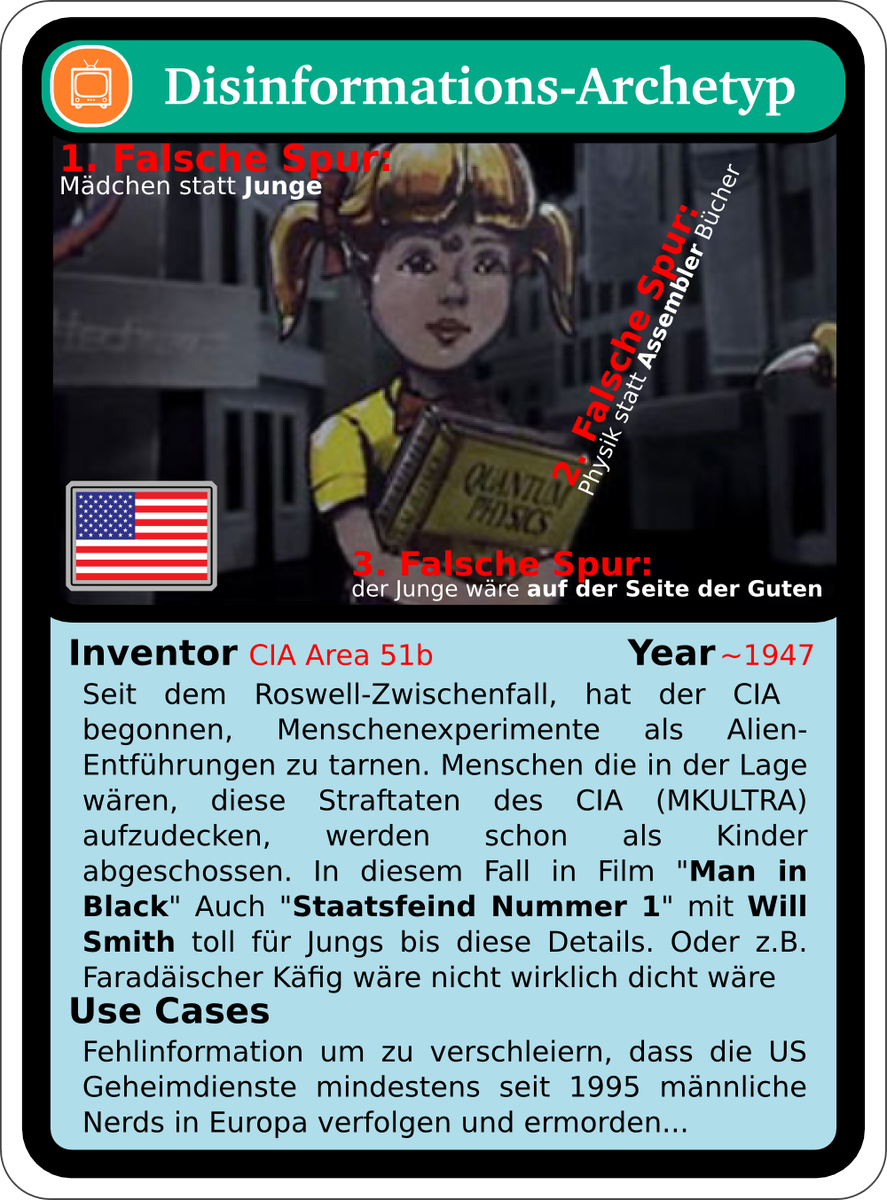 Disinformations-Archetyp
1. Falsche Spur:
Mädchen statt Junge
2. Falsche Spur:
Physik statt Assembler Bücher
QUANTUM
PHYSICS
3. Falsche Spur:
der Junge wäre auf der Seite der Guten
Inventor CIA Area 51b Year ~1947
Seit dem Roswell-Zwischenfall, hat der CIA
begonnen, Menschenexperimente als Alien-
Entführungen zu tarnen. Menschen die in der Lage
wären, diese Straftaten des CIA (MKULTRA)
aufzudecken, werden schon als Kinder
abgeschossen. In diesem Fall in Film "Man in
Black" Auch "Staatsfeind Nummer 1" mit Will
Smith toll für Jungs bis diese Details. Oder z.B.
Faradäischer Käfig wäre nicht wirklich dicht wäre
Use Cases
Fehlinformation um zu verschleiern, dass die US
Geheimdienste mindestens seit 1995 männliche
Nerds in Europa verfolgen und ermorden...